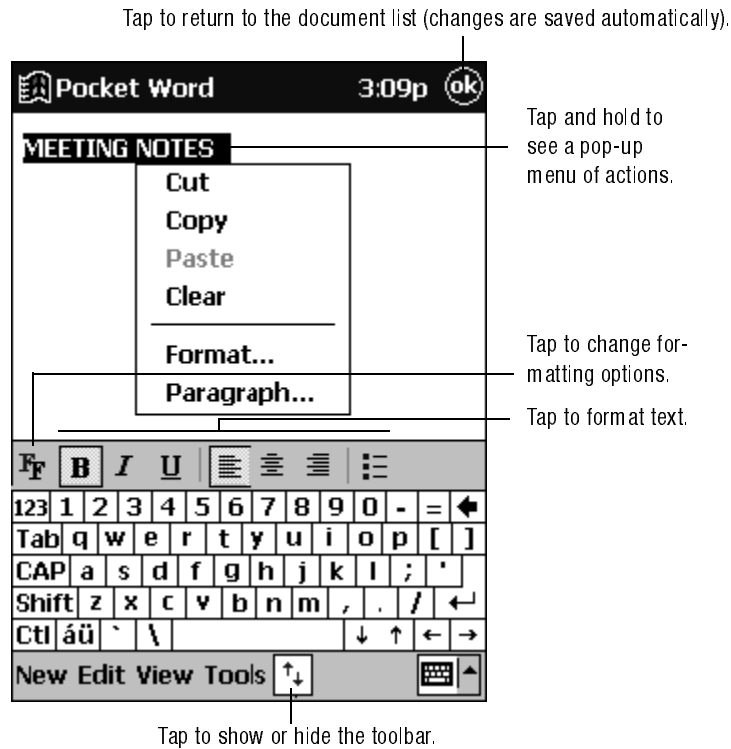 Tap to return to the document list (changes are saved automatically).
Pocket Word 3:09p ok
MEETING NOTES
Tap and hold to
see a pop-up
menu of actions.
Cut
Copy
Paste
Clear
Format...
Paragraph...
Tap to change for-
matting options.
Tap to format text.
FF B I U
123 1 2 3 4 5 6 7 8 9 0 - = 🡸
Tab q w e r t y u i o p [ ]
CAP a s d f g h j k l ; '
Shift z x c v b n m , . / ↵
Ctl áü ` \ ↓ ↑ ← →
New Edit View Tools
Tap to show or hide the toolbar.